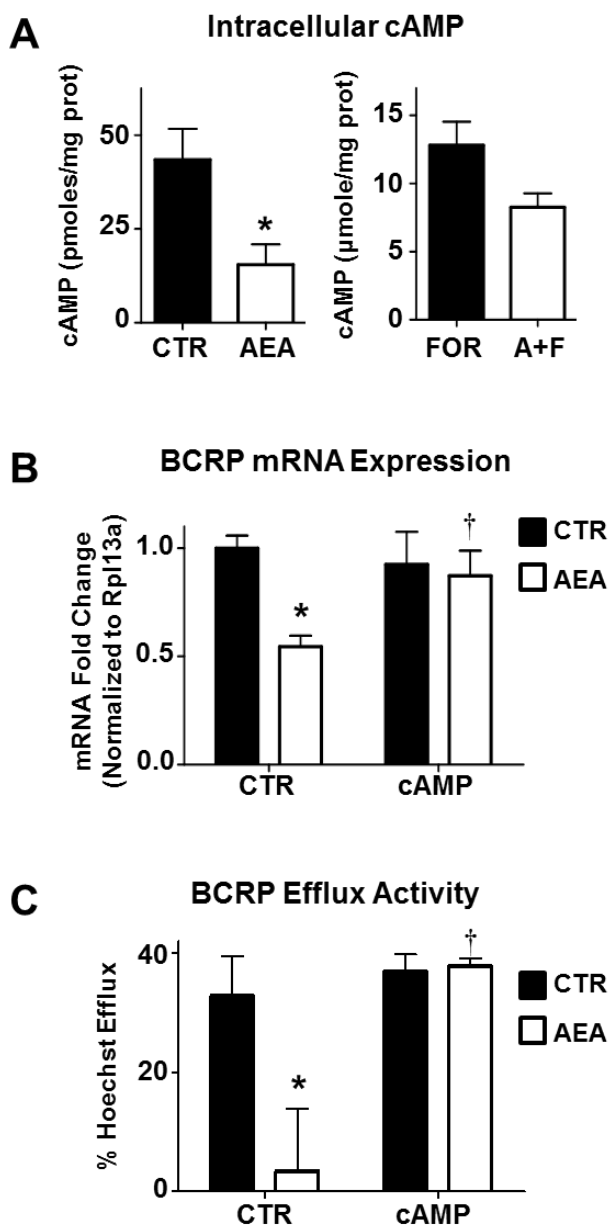 A
Intracellular cAMP
cAMP (pmoles/mg prot)
50
25
0
*
CTR AEA
cAMP (μmole/mg prot)
15
10
5
0
FOR A+F
B
BCRP mRNA Expression
mRNA Fold Change
(Normalized to Rpl13a)
1.0
0.5
0.0
*
†
CTR
AEA
CTR cAMP
C
BCRP Efflux Activity
% Hoechst Efflux
40
20
0
*
†
CTR
AEA
CTR cAMP